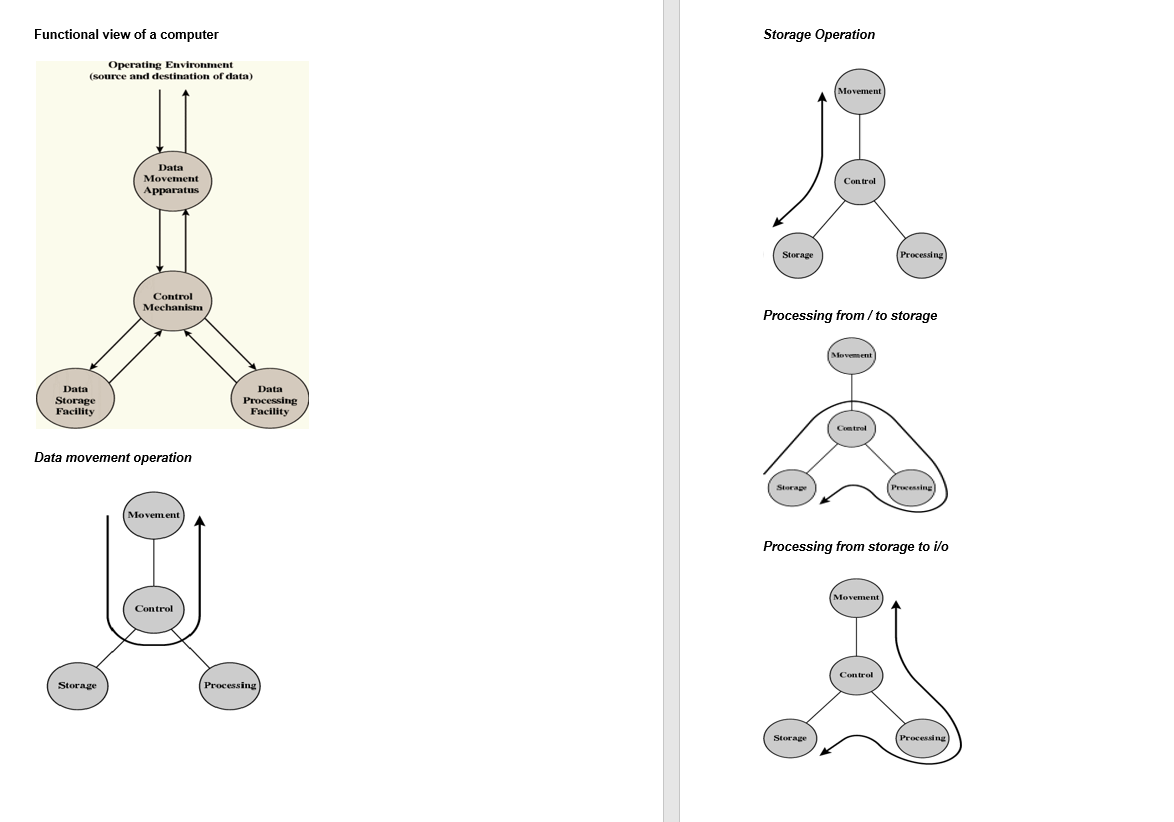 Functional view of a computer
Operating Environment
(source and destination of data)
Data
Movement
Apparatus
Control
Mechanism
Data
Storage
Facility
Data
Processing
Facility
Data movement operation
Movement
Control
Storage
Processing
Storage Operation
Movement
Control
Storage
Processing
Processing from / to storage
Movement
Control
Storage
Processing
Processing from storage to i/o
Movement
Control
Storage
Processing